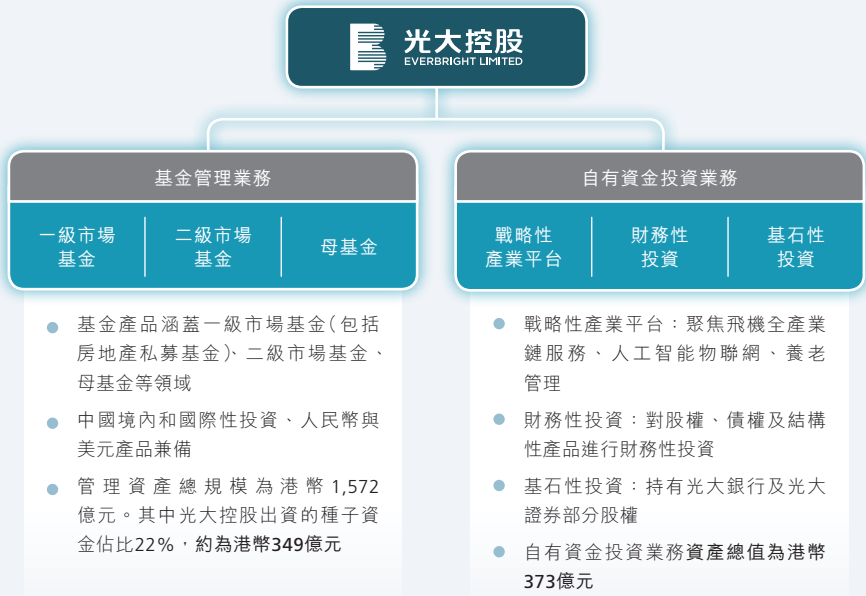 光大控股
EVERBRIGHT LIMITED
基金管理業務
一級市場
基金
二級市場
基金
母基金
基金產品涵蓋一級市場基金(包括
房地產私募基金)、二級市場基金、
母基金等領域
中國境內和國際性投資、人民幣與
美元產品兼備
管理資產總規模為港幣1,572
億元。其中光大控股出資的種子資
金佔比22%，約為港幣349億元
自有資金投資業務
戰略性
產業平台
財務性
投資
基石性
投資
戰略性產業平台：聚焦飛機全產業
鏈服務、人工智能物聯網、養老
管理
財務性投資：對股權、債權及結構
性產品進行財務性投資
基石性投資：持有光大銀行及光大
證券部分股權
自有資金投資業務資產總值為港幣
373億元